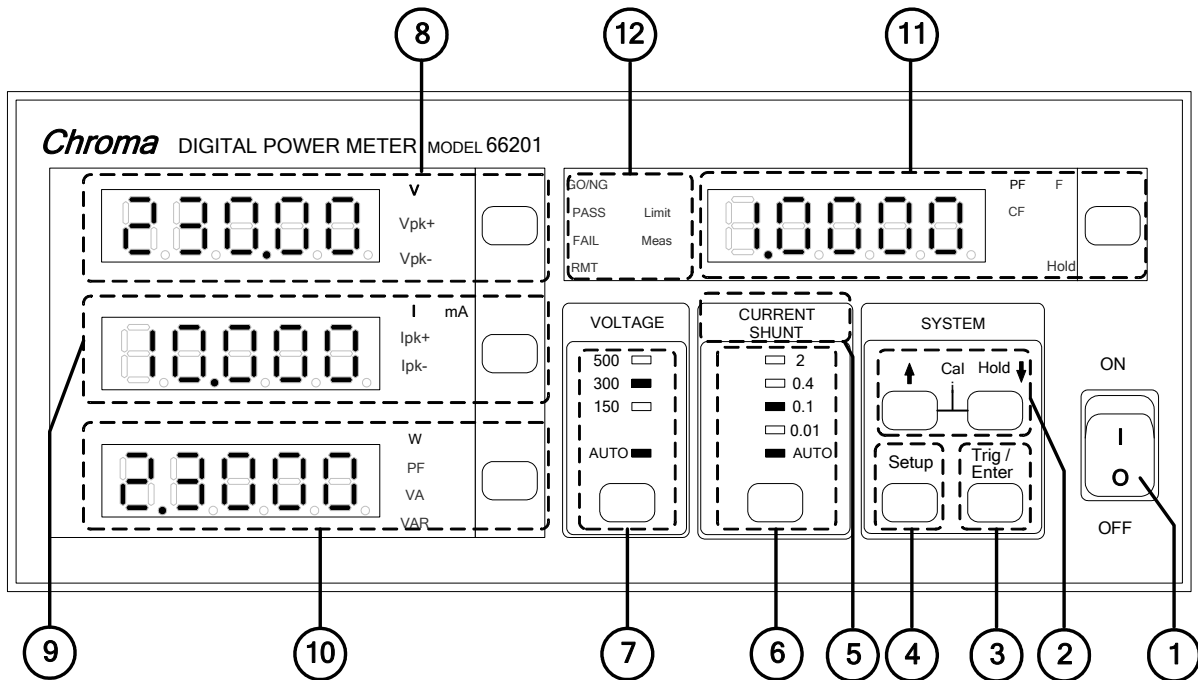 8
12
11
Chroma DIGITAL POWER METER MODEL 66201
230.00
V
Vpk+
Vpk-
GO/NG
PASS Limit
FAIL Meas
RMT
1.0000
PF F
CF
Hold
10.000
I mA
Ipk+
Ipk-
2.3000
W
PF
VA
VAR
VOLTAGE
500
300
150
AUTO
CURRENT
SHUNT
2
0.4
0.1
0.01
AUTO
SYSTEM
Cal Hold
Setup
Trig /
Enter
ON
I
O
OFF
9
10
7
6
5
4
3
2
1